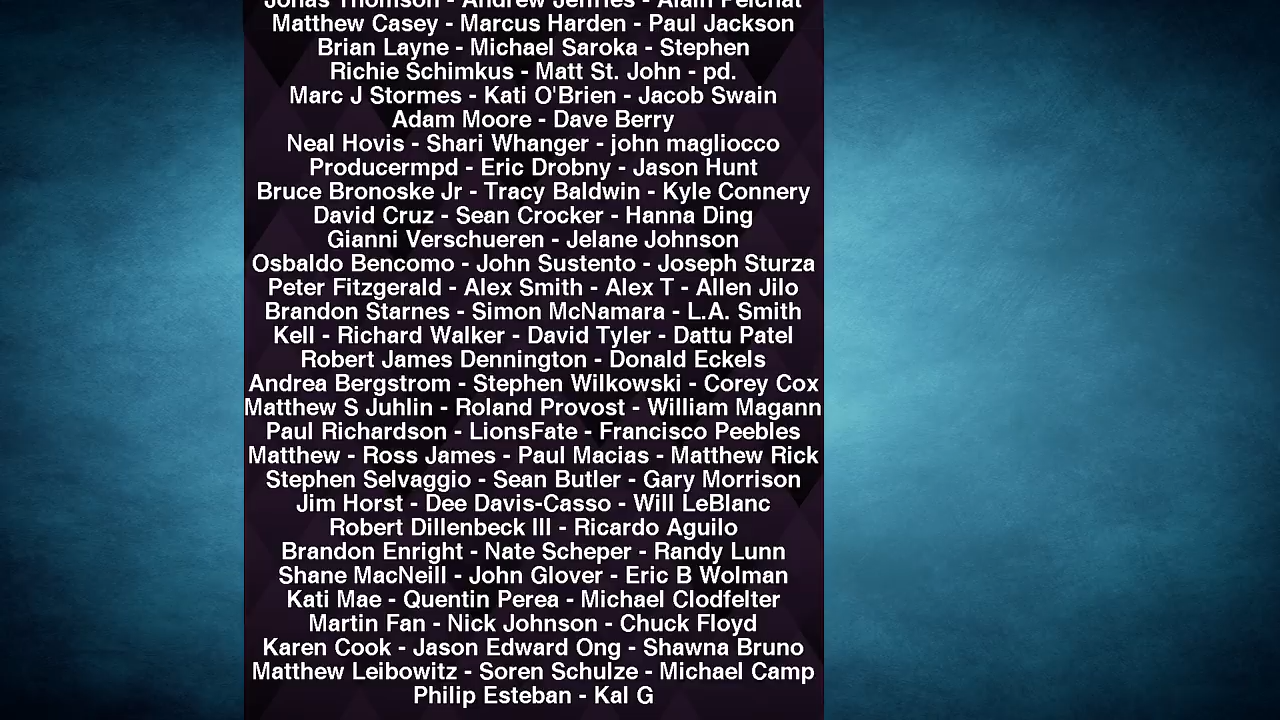 Jonas Thomson - Andrew Jeffries - Alain Pelchat
Matthew Casey - Marcus Harden - Paul Jackson
Brian Layne - Michael Saroka - Stephen
Richie Schimkus - Matt St. John - pd.
Marc J Stormes - Kati O'Brien - Jacob Swain
Adam Moore - Dave Berry
Neal Hovis - Shari Whanger - john magliocco
Producermpd - Eric Drobny - Jason Hunt
Bruce Bronoske Jr - Tracy Baldwin - Kyle Connery
David Cruz - Sean Crocker - Hanna Ding
Gianni Verschueren - Jelane Johnson
Osbaldo Bencomo - John Sustento - Joseph Sturza
Peter Fitzgerald - Alex Smith - Alex T - Allen Jilo
Brandon Starnes - Simon McNamara - L.A. Smith
Kell - Richard Walker - David Tyler - Dattu Patel
Robert James Dennington - Donald Eckels
Andrea Bergstrom - Stephen Wilkowski - Corey Cox
Matthew S Juhlin - Roland Provost - William Magann
Paul Richardson - LionsFate - Francisco Peebles
Matthew - Ross James - Paul Macias - Matthew Rick
Stephen Selvaggio - Sean Butler - Gary Morrison
Jim Horst - Dee Davis-Casso - Will LeBlanc
Robert Dillenbeck III - Ricardo Aguilo
Brandon Enright - Nate Scheper - Randy Lunn
Shane MacNeill - John Glover - Eric B Wolman
Kati Mae - Quentin Perea - Michael Clodfelter
Martin Fan - Nick Johnson - Chuck Floyd
Karen Cook - Jason Edward Ong - Shawna Bruno
Matthew Leibowitz - Soren Schulze - Michael Camp
Philip Esteban - Kal G